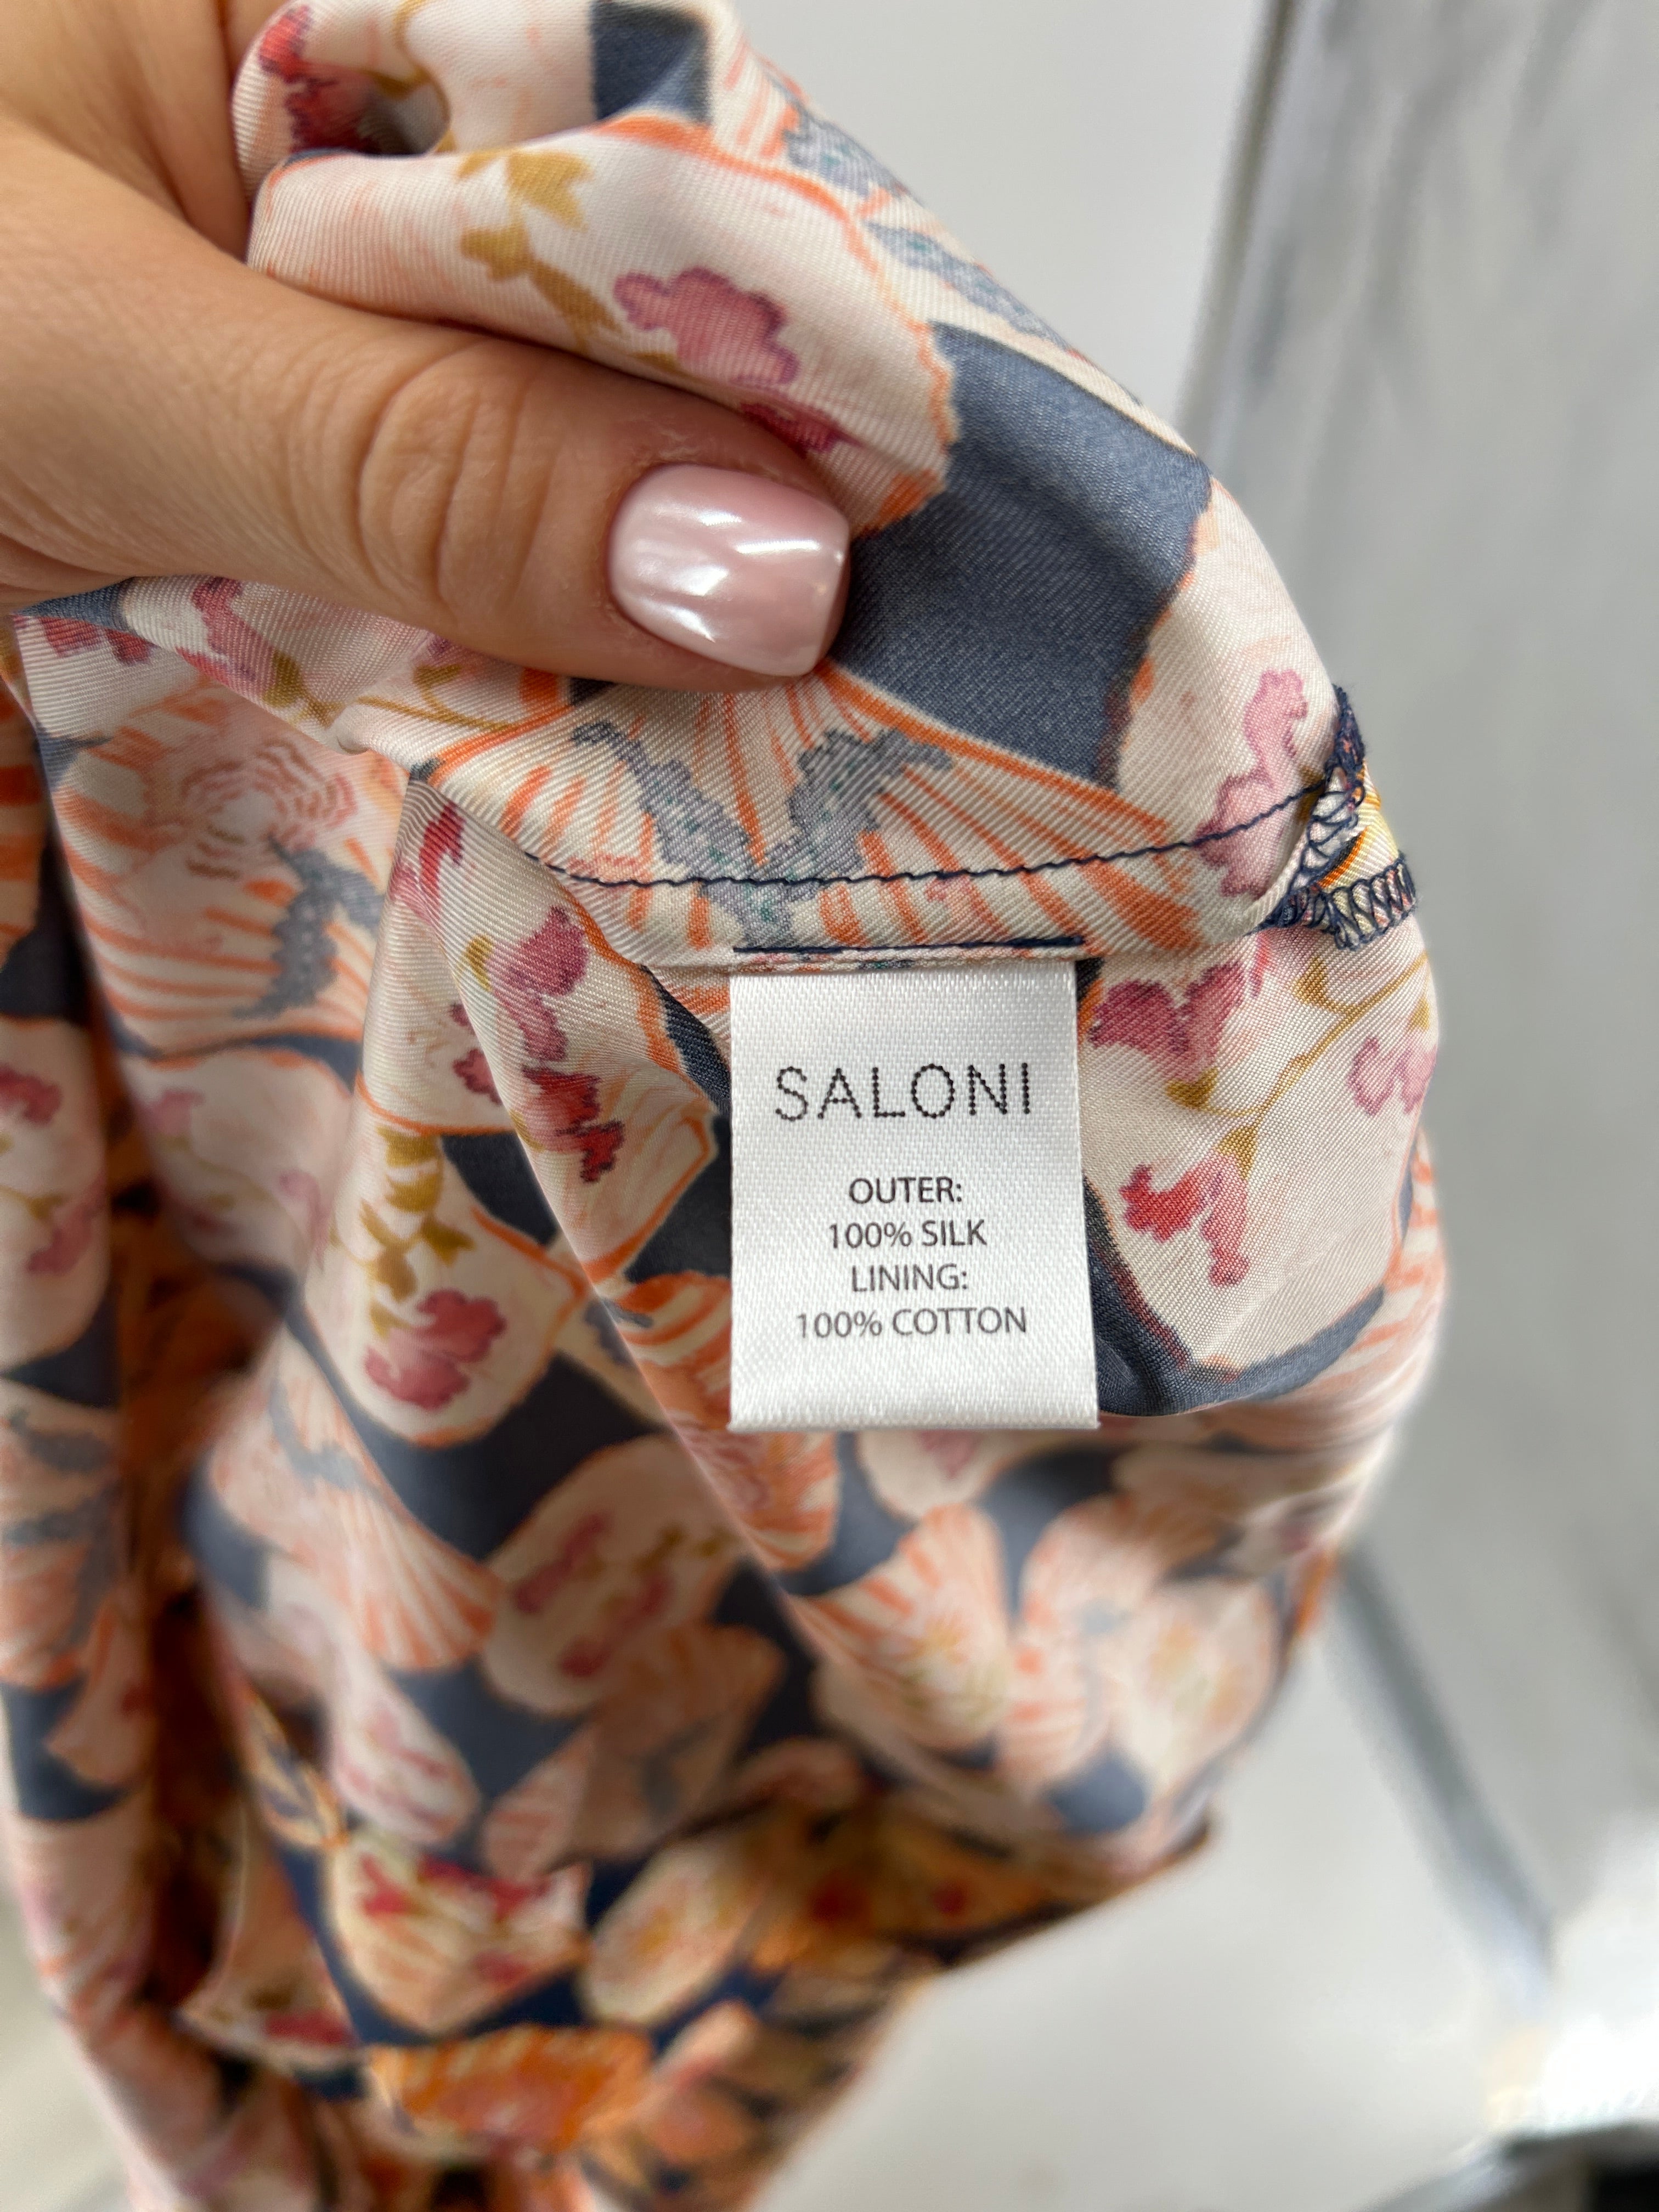 SALONI
OUTER:
100% SILK
LINING:
100% COTTON